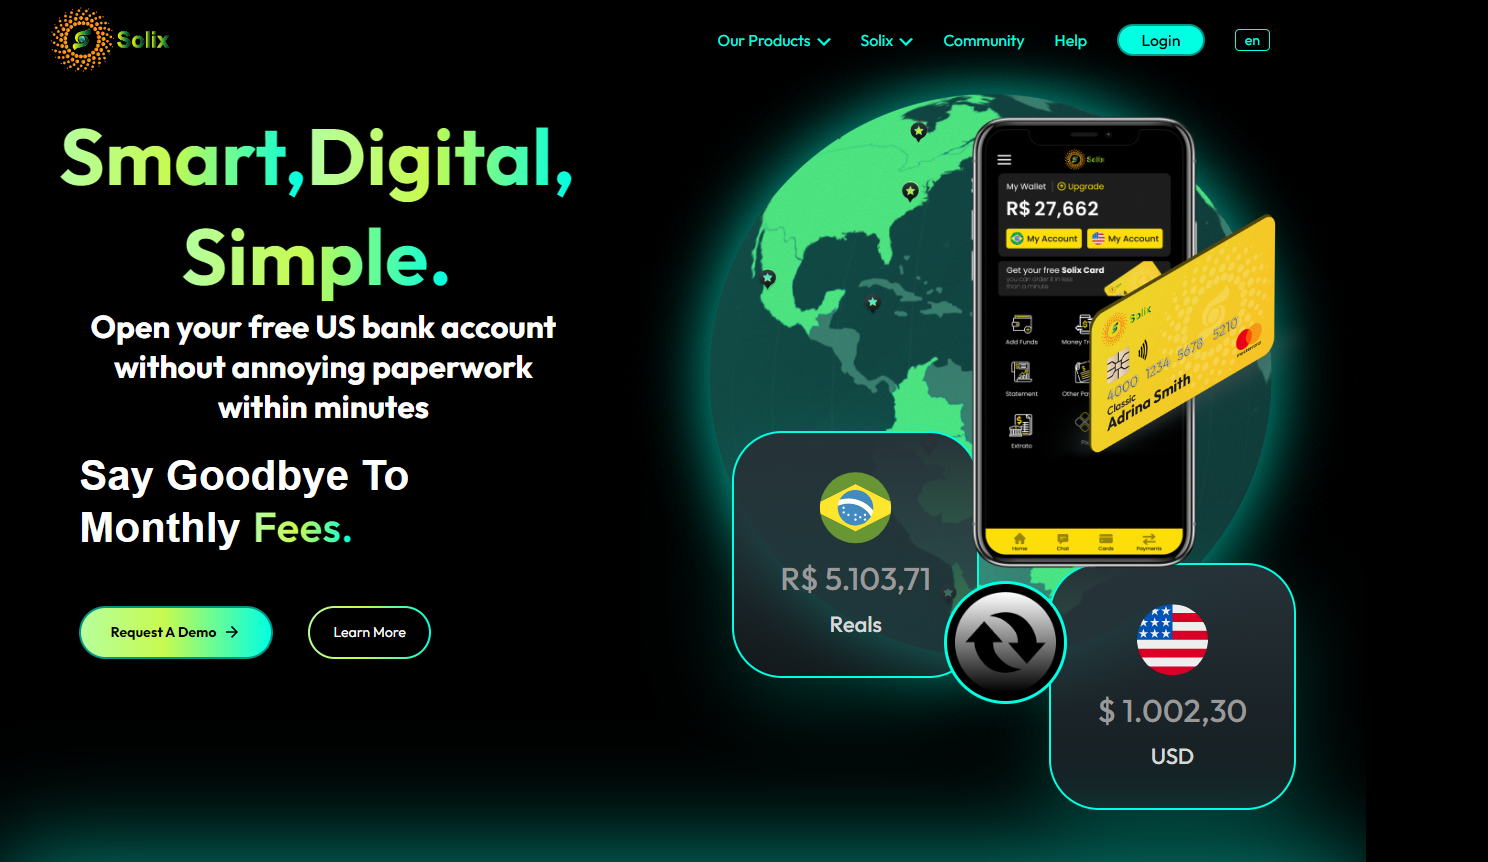 Solix
Our Products
Solix
Community
Help
Login
en
Smart,Digital,
Simple.
Open your free US bank account
without annoying paperwork
within minutes
Say Goodbye To
Monthly Fees.
Request A Demo
Learn More
Solix
My Wallet
Upgrade
R$ 27,662
My Account
My Account
Get your free Solix Card
you can order it in less
than a minute
Add Funds
Money Tr
Statement
Other Pay
Extrato
Pix
Home
Chat
Cards
Payments
Solix
4000 1234 5678 5210
Classic
Adrina Smith
mastercard
R$ 5.103,71
Reals
$ 1.002,30
USD